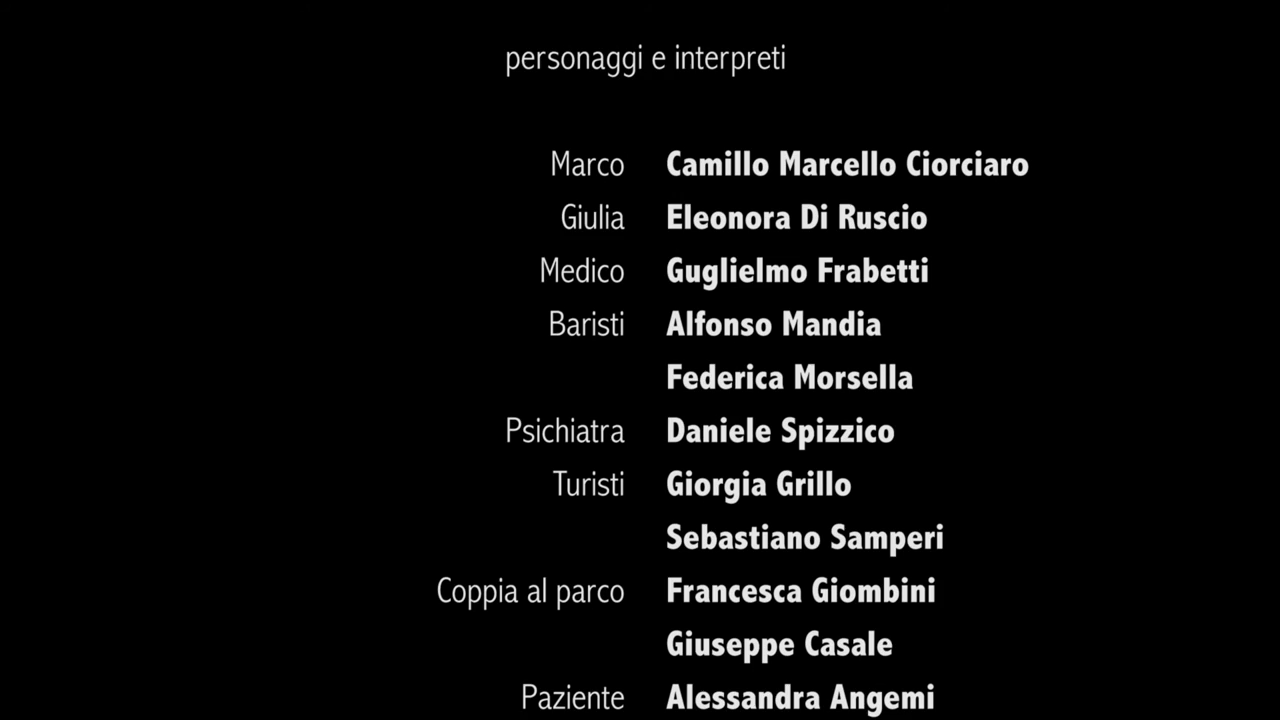 personaggi e interpreti
Marco Camillo Marcello Ciorciaro
Giulia Eleonora Di Ruscio
Medico Guglielmo Frabetti
Baristi Alfonso Mandia
Federica Morsella
Psichiatra Daniele Spizzico
Turisti Giorgia Grillo
Sebastiano Samperi
Coppia al parco Francesca Giombini
Giuseppe Casale
Paziente Alessandra Angemi